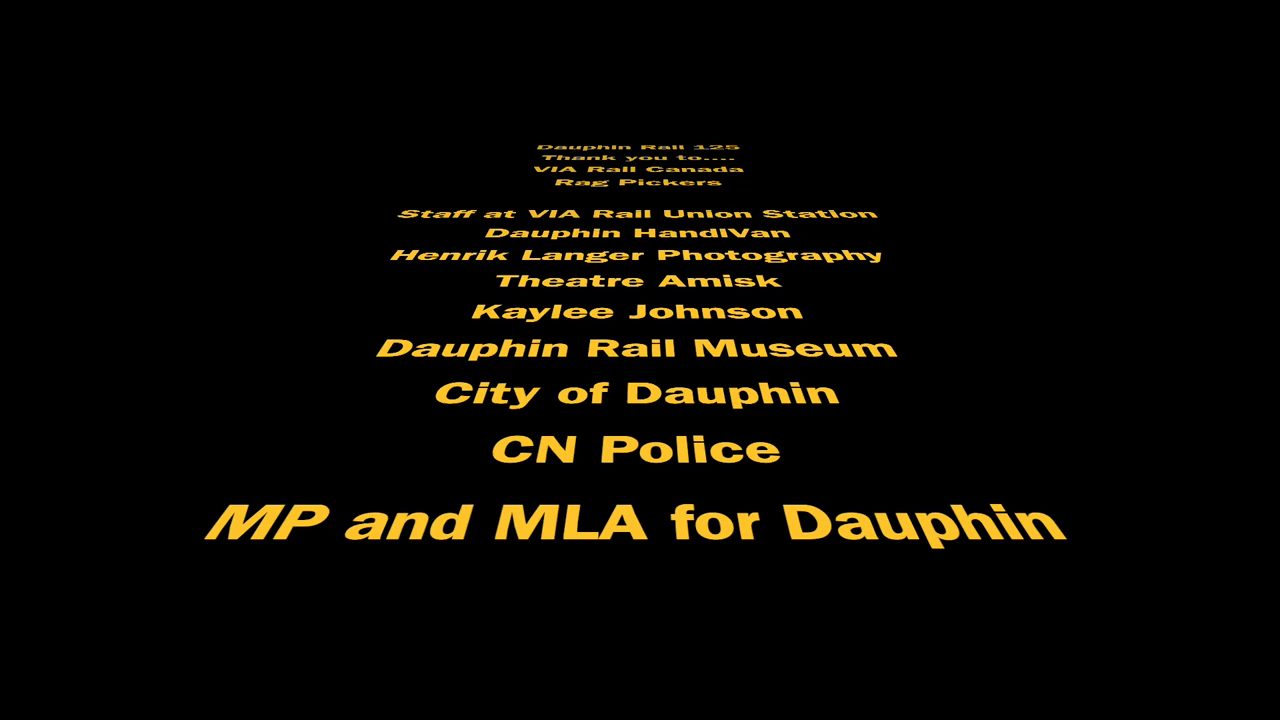 Dauphin Rail 125
Thank you to....
VIA Rail Canada
Rag Pickers
Staff at VIA Rail Union Station
Dauphin HandiVan
Henrik Langer Photography
Theatre Amisk
Kaylee Johnson
Dauphin Rail Museum
City of Dauphin
CN Police
MP and MLA for Dauphin